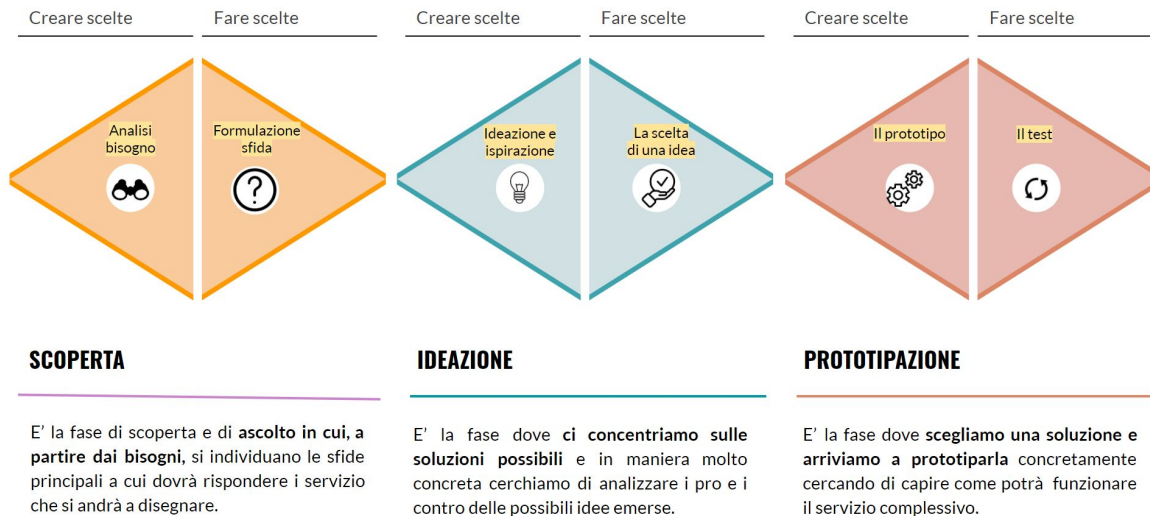 Creare scelte
Fare scelte
Creare scelte
Fare scelte
Creare scelte
Fare scelte
Analisi
bisogno
Formulazione
sfida
Ideazione e
ispirazione
La scelta
di una idea
Il prototipo
Il test
SCOPERTA
E' la fase di scoperta e di ascolto in cui, a
partire dai bisogni, si individuano le sfide
principali a cui dovrà rispondere i servizio
che si andrà a disegnare.
IDEAZIONE
E' la fase dove ci concentriamo sulle
soluzioni possibili e in maniera molto
concreta cerchiamo di analizzare i pro e i
contro delle possibili idee emerse.
PROTOTIPAZIONE
E' la fase dove scegliamo una soluzione e
arriviamo a prototiparla concretamente
cercando di capire come potrà funzionare
il servizio complessivo.